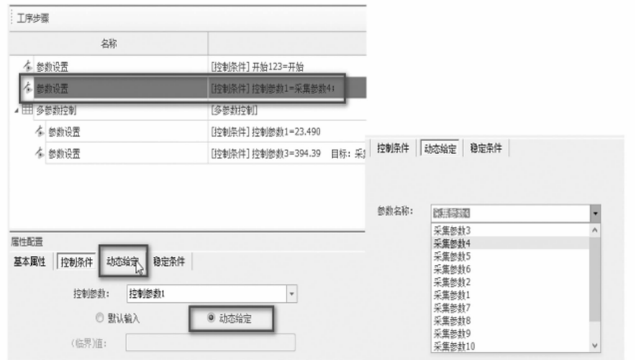 工序步骤
名称
参数设置 [控制条件] 开始123=开始
参数设置 [控制条件] 控制参数1=采集参数4;
多参数控制 [多参数控制]
参数设置 [控制条件] 控制参数1=23.490
参数设置 [控制条件] 控制参数3=394.39 目标: 采
属性配置
基本属性 控制条件 动态给定 稳定条件
控制参数: 控制参数1
默认输入 动态给定
(临界)值:
控制条件 动态给定 稳定条件
参数名称: 采集参数4
采集参数3
采集参数4
采集参数5
采集参数6
采集参数2
采集参数1
采集参数7
采集参数8
采集参数9
采集参数10